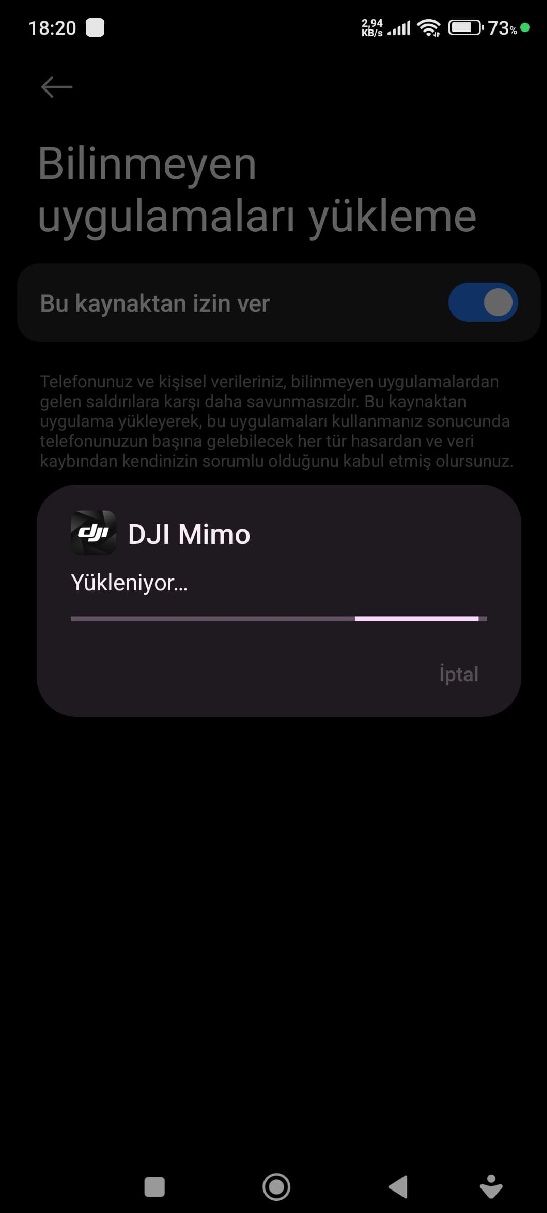 18:20
2,94
KB/s
73%
Bilinmeyen
uygulamaları yükleme
Bu kaynaktan izin ver
Telefonunuz ve kişisel verileriniz, bilinmeyen uygulamalardan
gelen saldırılara karşı daha savunmasızdır. Bu kaynaktan
uygulama yükleyerek, bu uygulamaları kullanmanız sonucunda
telefonunuzun başına gelebilecek her tür hasardan ve veri
kaybından kendinizin sorumlu olduğunu kabul etmiş olursunuz.
dji
DJI Mimo
Yükleniyor...
İptal